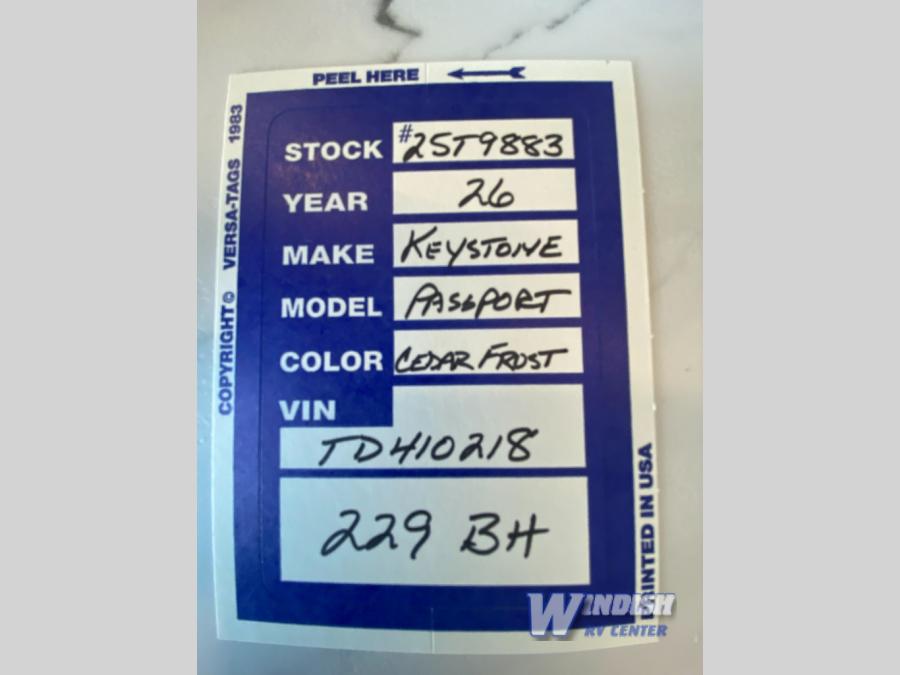 PEEL HERE
COPYRIGHT© VERSA-TAGS 1983
STOCK #25T9883
YEAR 26
MAKE KEYSTONE
MODEL PASSPORT
COLOR CEDAR FROST
VIN
TD410218
229 BH
PRINTED IN USA
WINDISH
RV CENTER